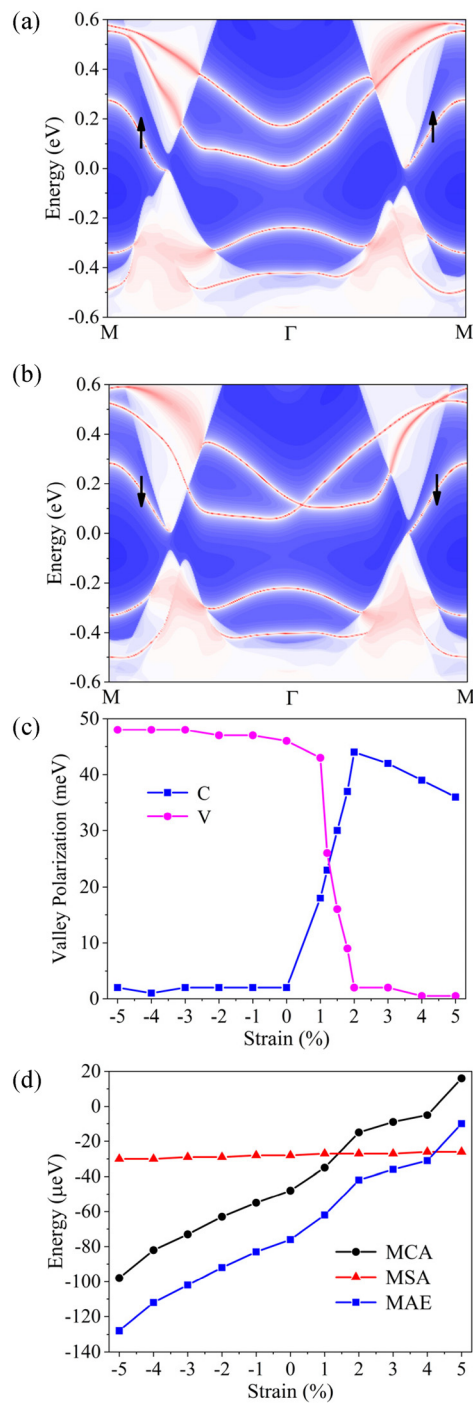 (a)
Energy (eV)
0.6
0.4
0.2
0.0
-0.2
-0.4
-0.6
M
Γ
M
(b)
Energy (eV)
0.6
0.4
0.2
0.0
-0.2
-0.4
-0.6
M
Γ
M
(c)
Valley Polarization (meV)
50
40
30
20
10
0
C
V
-5 -4 -3 -2 -1 0 1 2 3 4 5
Strain (%)
(d)
Energy (μeV)
20
0
-20
-40
-60
-80
-100
-120
-140
MCA
MSA
MAE
-5 -4 -3 -2 -1 0 1 2 3 4 5
Strain (%)